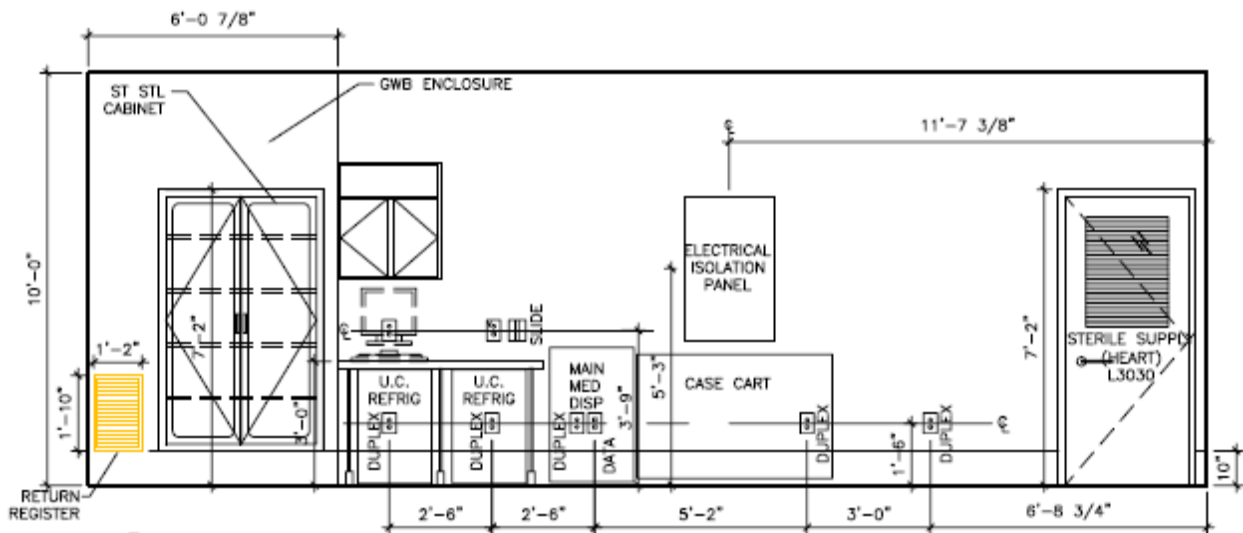 6'-0 7/8"
ST STL
CABINET
GWB ENCLOSURE
℄
11'-7 3/8"
10'-0"
7'-2"
1'-2"
1'-10"
3'-0"
RETURN
REGISTER
℄
SLIDE
U.C.
REFRIG
U.C.
REFRIG
MAIN
MED
DISP
DUPLEX
DUPLEX
DUPLEX
DATA
3'-9"
5'-3"
ELECTRICAL
ISOLATION
PANEL
CASE CART
DUPLEX
DUPLEX
℄
1'-6"
7'-2"
STERILE SUPPLY
(HEART)
L3030
10"
2'-6"
2'-6"
5'-2"
3'-0"
6'-8 3/4"